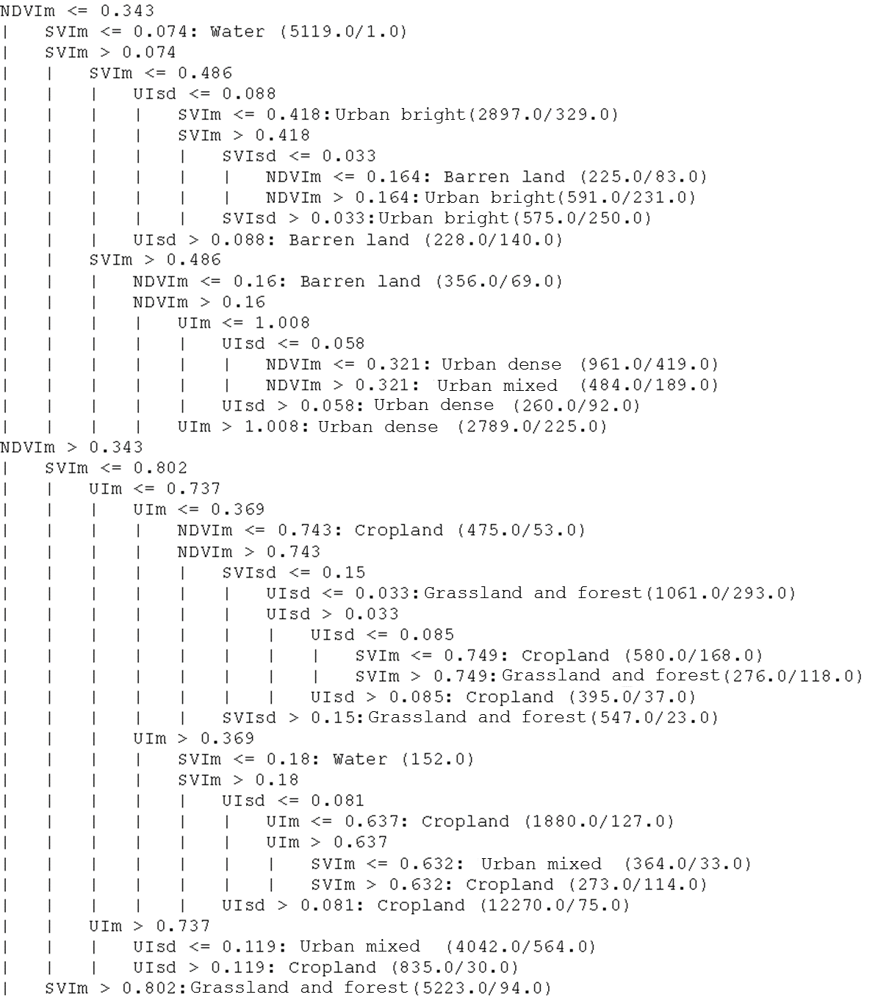 NDVIm <= 0.343
|   SVIm <= 0.074: Water (5119.0/1.0)
|   SVIm > 0.074
|   |   SVIm <= 0.486
|   |   |   UIsd <= 0.088
|   |   |   |   SVIm <= 0.418:Urban bright(2897.0/329.0)
|   |   |   |   SVIm > 0.418
|   |   |   |   |   SVIsd <= 0.033
|   |   |   |   |   |   NDVIm <= 0.164: Barren land (225.0/83.0)
|   |   |   |   |   |   NDVIm > 0.164:Urban bright(591.0/231.0)
|   |   |   |   |   SVIsd > 0.033:Urban bright(575.0/250.0)
|   |   |   UIsd > 0.088: Barren land (228.0/140.0)
|   |   SVIm > 0.486
|   |   |   NDVIm <= 0.16: Barren land (356.0/69.0)
|   |   |   NDVIm > 0.16
|   |   |   |   UIm <= 1.008
|   |   |   |   |   UIsd <= 0.058
|   |   |   |   |   |   NDVIm <= 0.321: Urban dense (961.0/419.0)
|   |   |   |   |   |   NDVIm > 0.321: Urban mixed (484.0/189.0)
|   |   |   |   |   UIsd > 0.058: Urban dense (260.0/92.0)
|   |   |   |   UIm > 1.008: Urban dense (2789.0/225.0)
NDVIm > 0.343
|   SVIm <= 0.802
|   |   UIm <= 0.737
|   |   |   UIm <= 0.369
|   |   |   |   NDVIm <= 0.743: Cropland (475.0/53.0)
|   |   |   |   NDVIm > 0.743
|   |   |   |   |   SVIsd <= 0.15
|   |   |   |   |   |   UIsd <= 0.033:Grassland and forest(1061.0/293.0)
|   |   |   |   |   |   UIsd > 0.033
|   |   |   |   |   |   |   UIsd <= 0.085
|   |   |   |   |   |   |   |   SVIm <= 0.749: Cropland (580.0/168.0)
|   |   |   |   |   |   |   |   SVIm > 0.749:Grassland and forest(276.0/118.0)
|   |   |   |   |   |   |   UIsd > 0.085: Cropland (395.0/37.0)
|   |   |   |   |   SVIsd > 0.15:Grassland and forest(547.0/23.0)
|   |   |   UIm > 0.369
|   |   |   |   SVIm <= 0.18: Water (152.0)
|   |   |   |   SVIm > 0.18
|   |   |   |   |   UIsd <= 0.081
|   |   |   |   |   |   UIm <= 0.637: Cropland (1880.0/127.0)
|   |   |   |   |   |   UIm > 0.637
|   |   |   |   |   |   |   SVIm <= 0.632: Urban mixed (364.0/33.0)
|   |   |   |   |   |   |   SVIm > 0.632: Cropland (273.0/114.0)
|   |   |   |   |   UIsd > 0.081: Cropland (12270.0/75.0)
|   |   UIm > 0.737
|   |   |   UIsd <= 0.119: Urban mixed (4042.0/564.0)
|   |   |   UIsd > 0.119: Cropland (835.0/30.0)
|   SVIm > 0.802:Grassland and forest(5223.0/94.0)